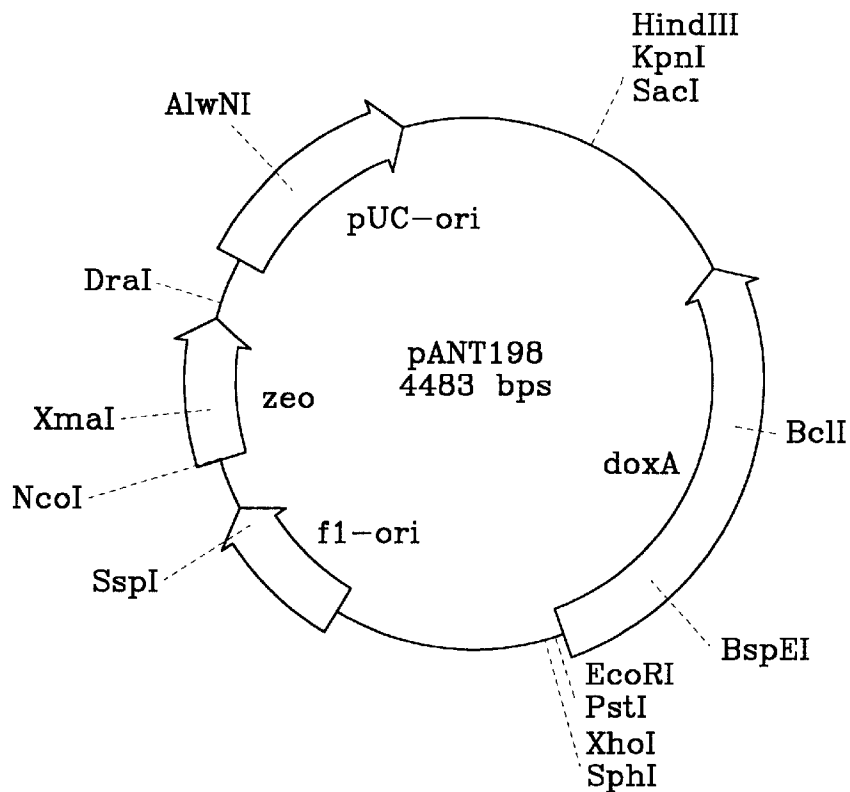 HindIII
KpnI
SacI
AlwNI
pUC-ori
DraI
pANT198
4483 bps
zeo
XmaI
BclI
doxA
NcoI
f1-ori
SspI
BspEI
EcoRI
PstI
XhoI
SphI